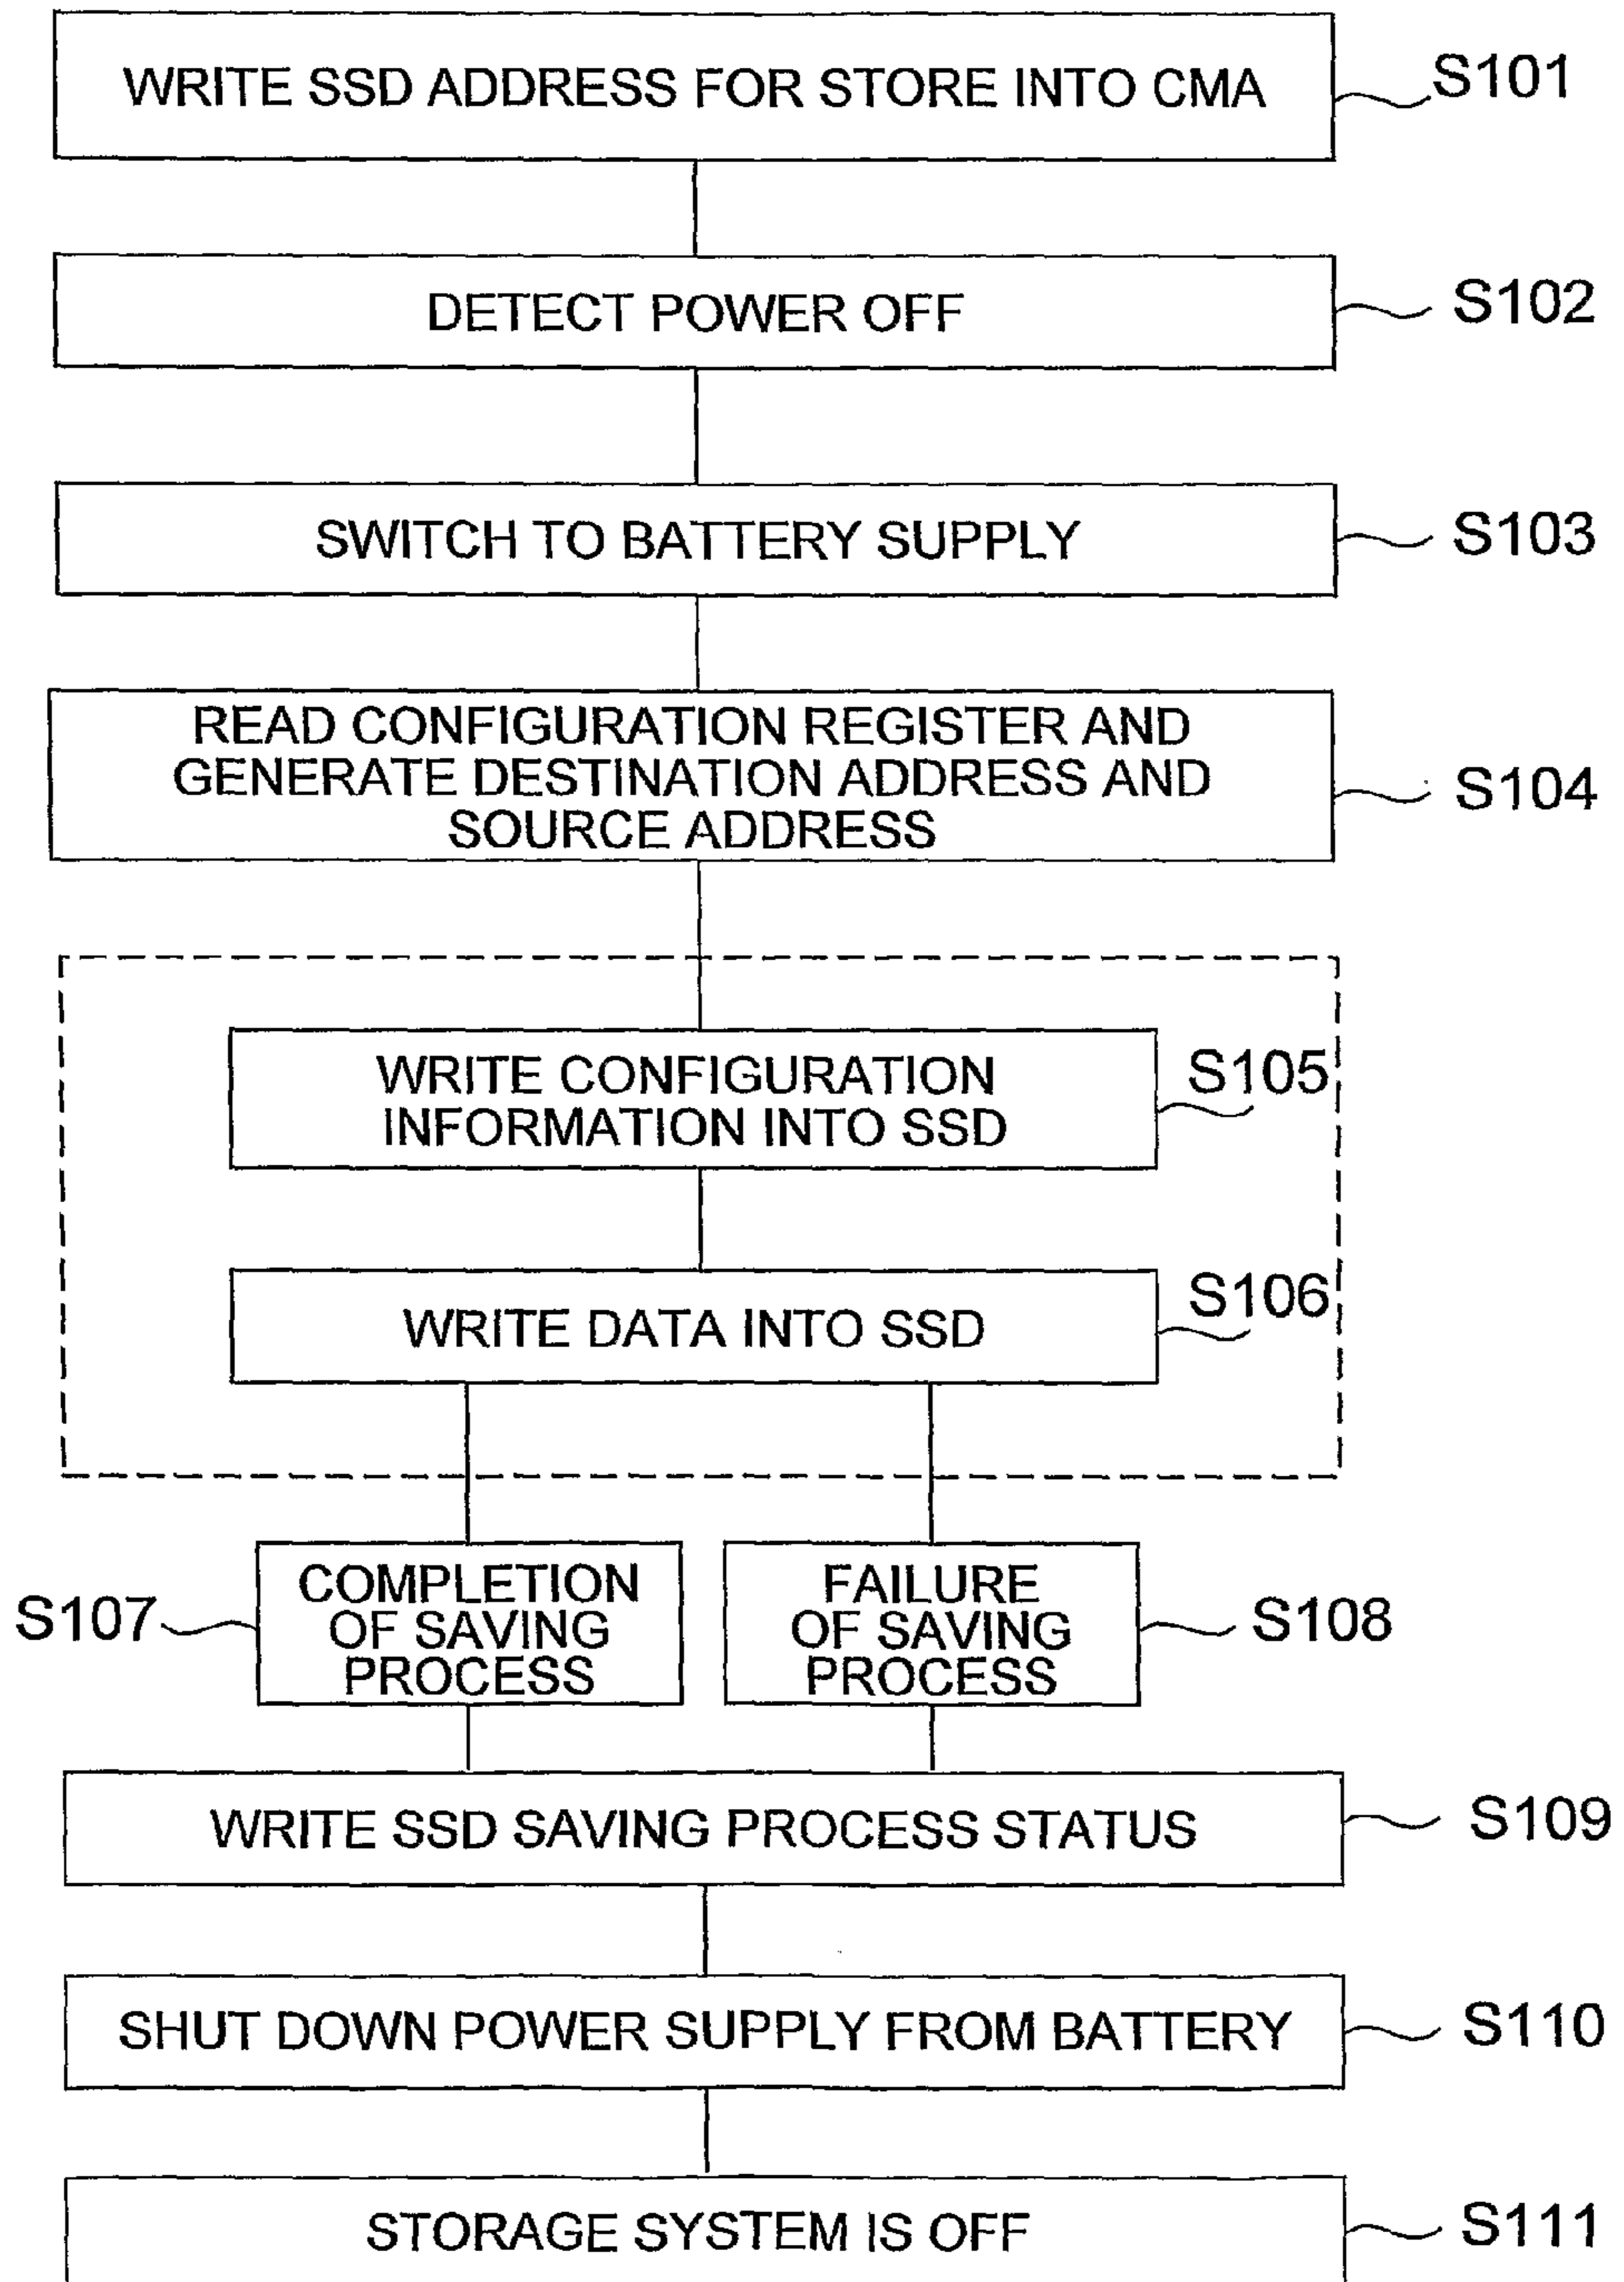 WRITE SSD ADDRESS FOR STORE INTO CMA
S101
DETECT POWER OFF
S102
SWITCH TO BATTERY SUPPLY
S103
READ CONFIGURATION REGISTER AND
GENERATE DESTINATION ADDRESS AND
SOURCE ADDRESS
S104
WRITE CONFIGURATION
INFORMATION INTO SSD
S105
WRITE DATA INTO SSD
S106
S107
COMPLETION
OF SAVING
PROCESS
FAILURE
OF SAVING
PROCESS
S108
WRITE SSD SAVING PROCESS STATUS
S109
SHUT DOWN POWER SUPPLY FROM BATTERY
S110
STORAGE SYSTEM IS OFF
S111